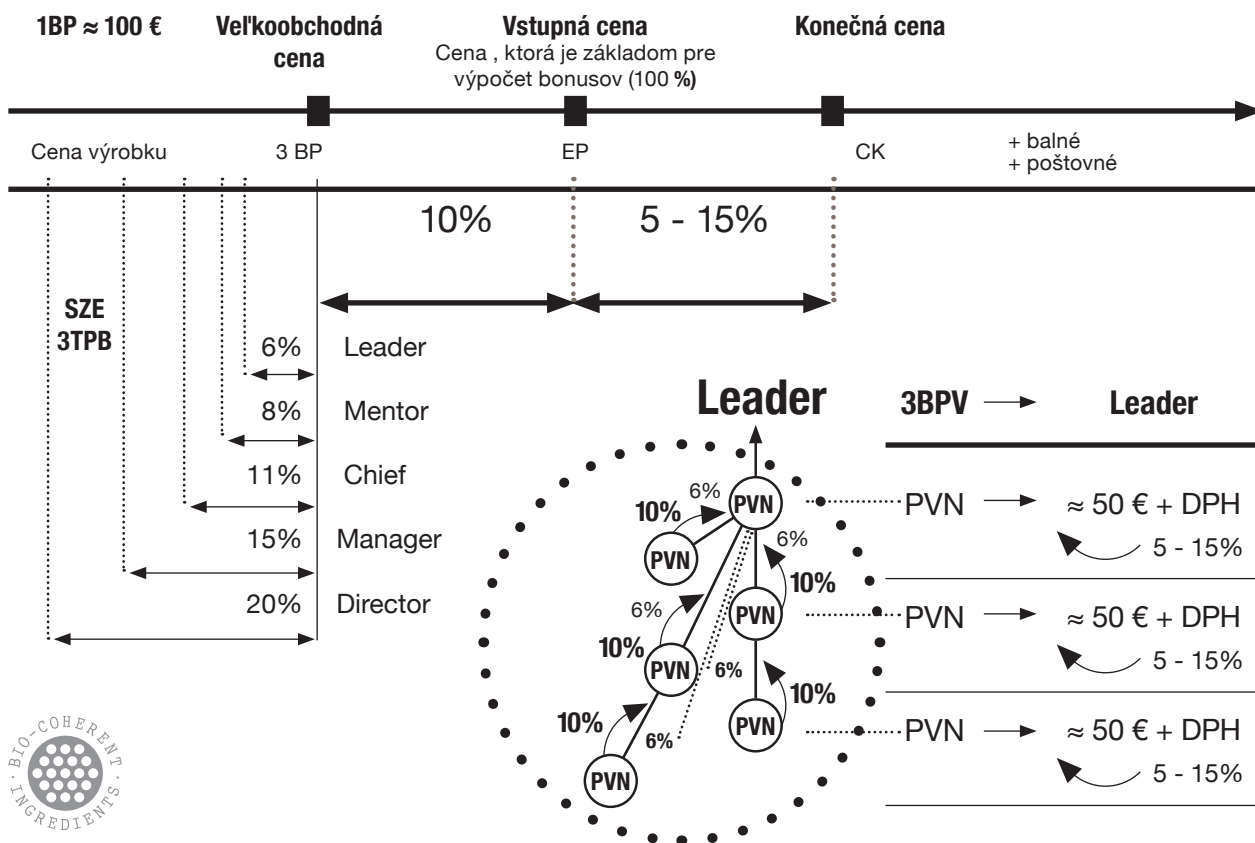 1BP ≈ 100 €
Veľkoobchodná
cena
Vstupná cena
Cena , ktorá je základom pre
výpočet bonusov (100 %)
Konečná cena
Cena výrobku
3 BP
EP
CK
+ balné
+ poštovné
10%
5 - 15%
SZE
3TPB
6% Leader
8% Mentor
11% Chief
15% Manager
20% Director
Leader
3BPV
Leader
6%
PVN
10%
PVN
6%
10%
6%
PVN
10%
PVN
6%
10%
10%
6%
PVN
PVN
PVN ≈ 50 € + DPH
5 - 15%
PVN ≈ 50 € + DPH
5 - 15%
PVN ≈ 50 € + DPH
5 - 15%
BIO-COHERENT · INGREDIENTS ·